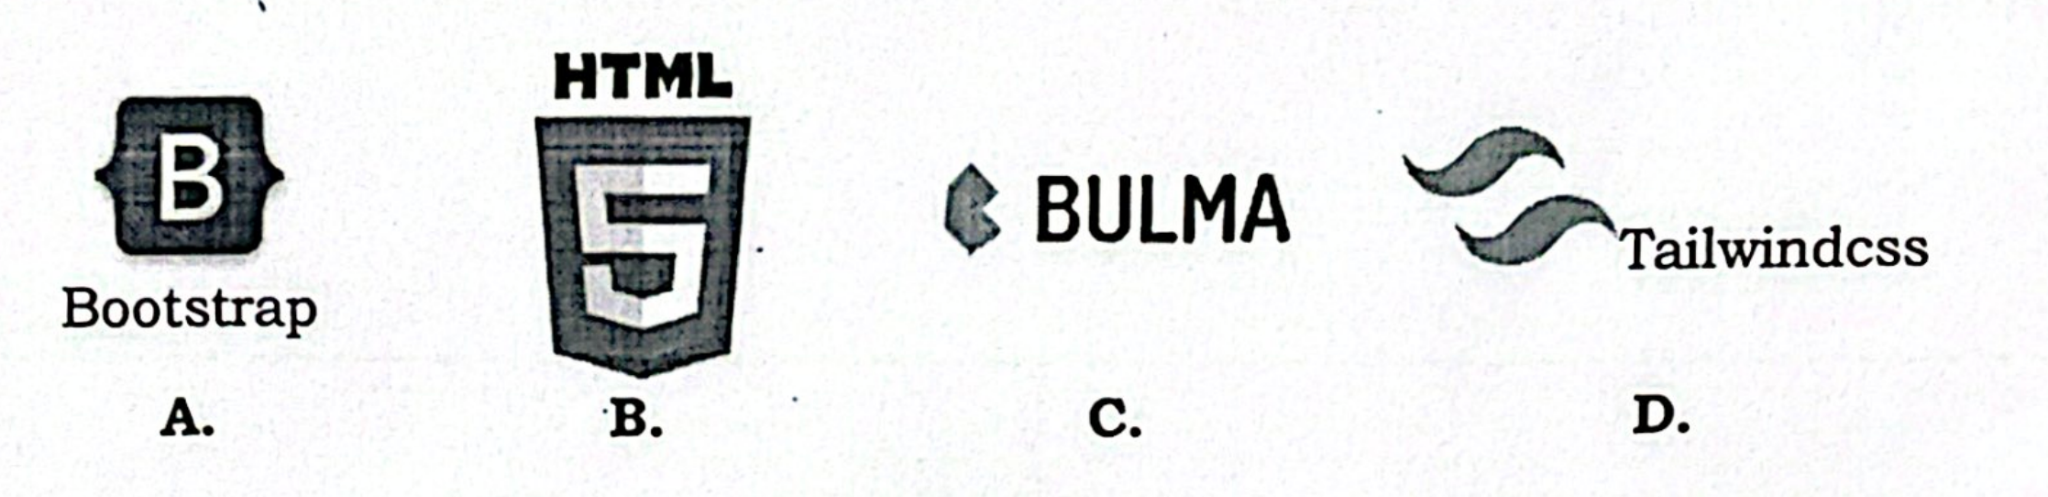 HTML
B
5
BULMA
Tailwindcss
Bootstrap
A.
B.
C.
D.